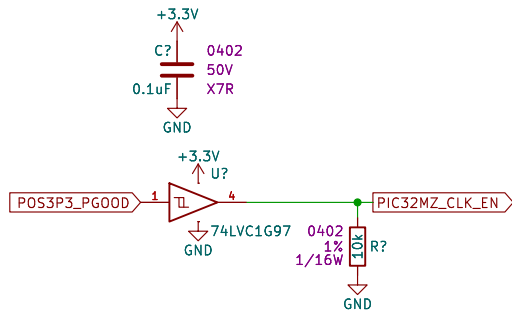 +3.3V
C? 0402
50V
0.1uF X7R
GND
+3.3V
U?
POS3P3_PGOOD 1 4 PIC32MZ_CLK_EN
74LVC1G97
GND
0402
1% 10k R?
1/16W
GND